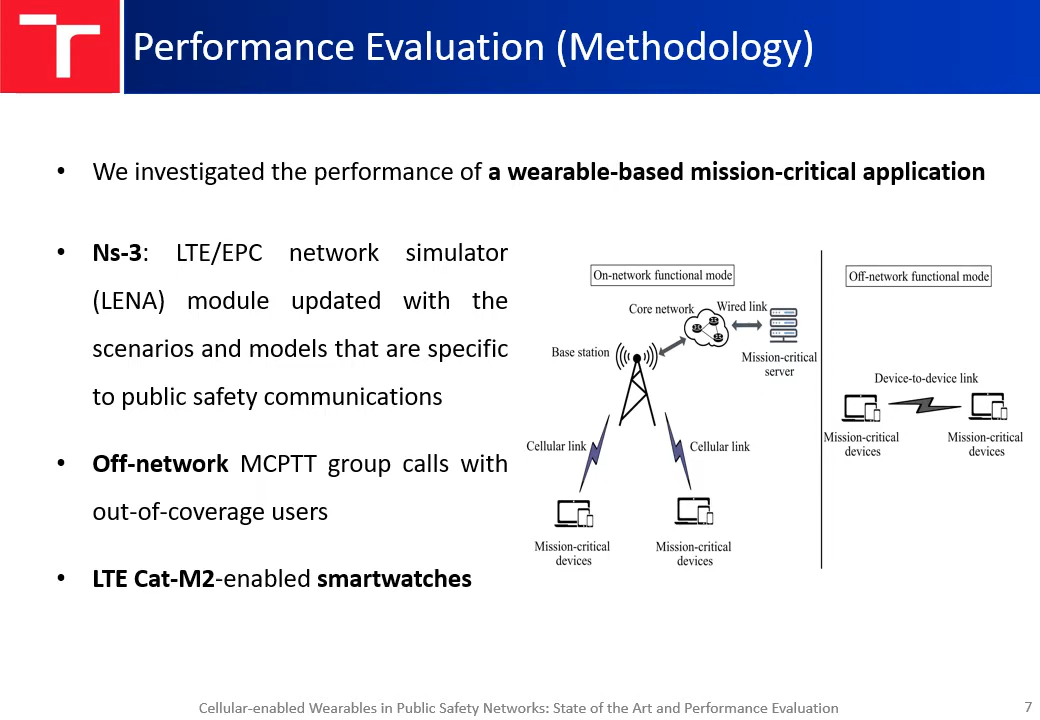 Performance Evaluation (Methodology)
• We investigated the performance of a wearable-based mission-critical application
• Ns-3: LTE/EPC network simulator
(LENA) module updated with the
scenarios and models that are specific
to public safety communications
• Off-network MCPTT group calls with
out-of-coverage users
• LTE Cat-M2-enabled smartwatches
On-network functional mode
Core network
Wired link
Base station
Mission-critical
server
Cellular link
Cellular link
Mission-critical
devices
Mission-critical
devices
Off-network functional mode
Device-to-device link
Mission-critical
devices
Mission-critical
devices
Cellular-enabled Wearables in Public Safety Networks: State of the Art and Performance Evaluation
7